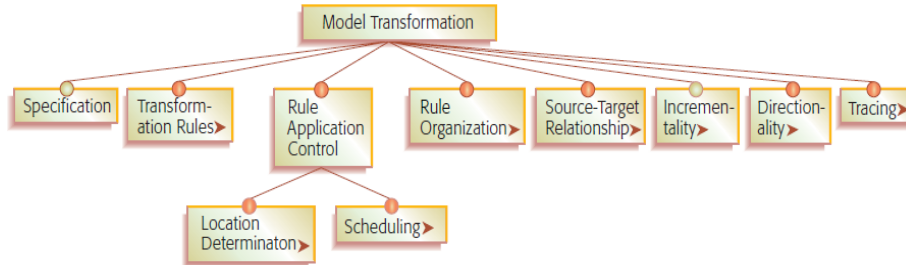 Model Transformation
Specification
Transform-
ation Rules
Rule
Application
Control
Rule
Organization
Source-Target
Relationship
Incremen-
tality
Direction-
ality
Tracing
Location
Determinaton
Scheduling